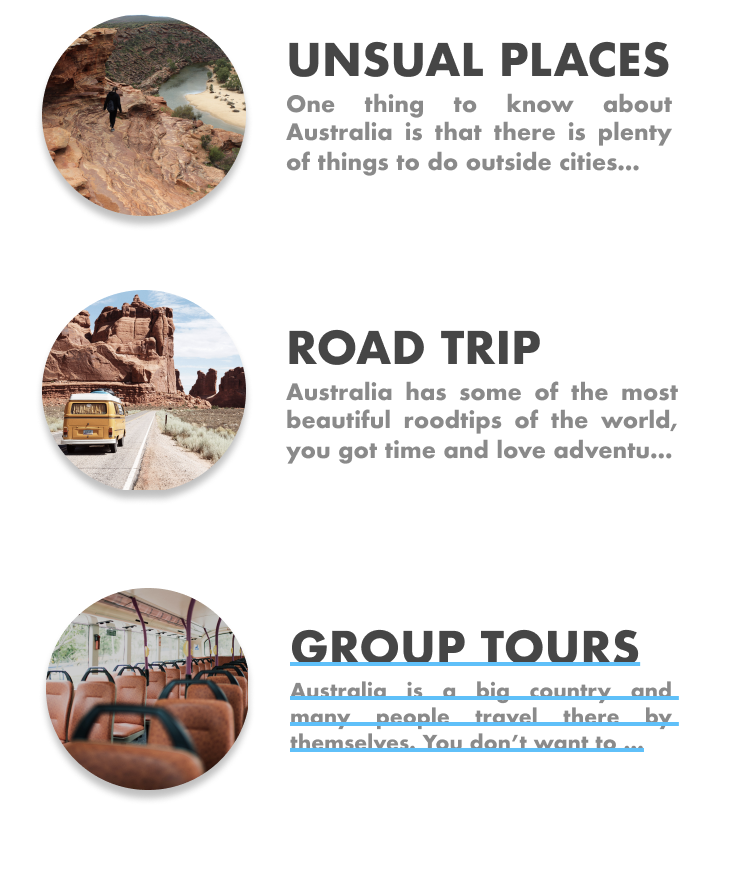 UNSUAL PLACES
One thing to know about
Australia is that there is plenty
of things to do outside cities...
ROAD TRIP
Australia has some of the most
beautiful roodtips of the world,
you got time and love adventu...
GROUP TOURS
Australia is a big country and
many people travel there by
themselves. You don’t want to ...